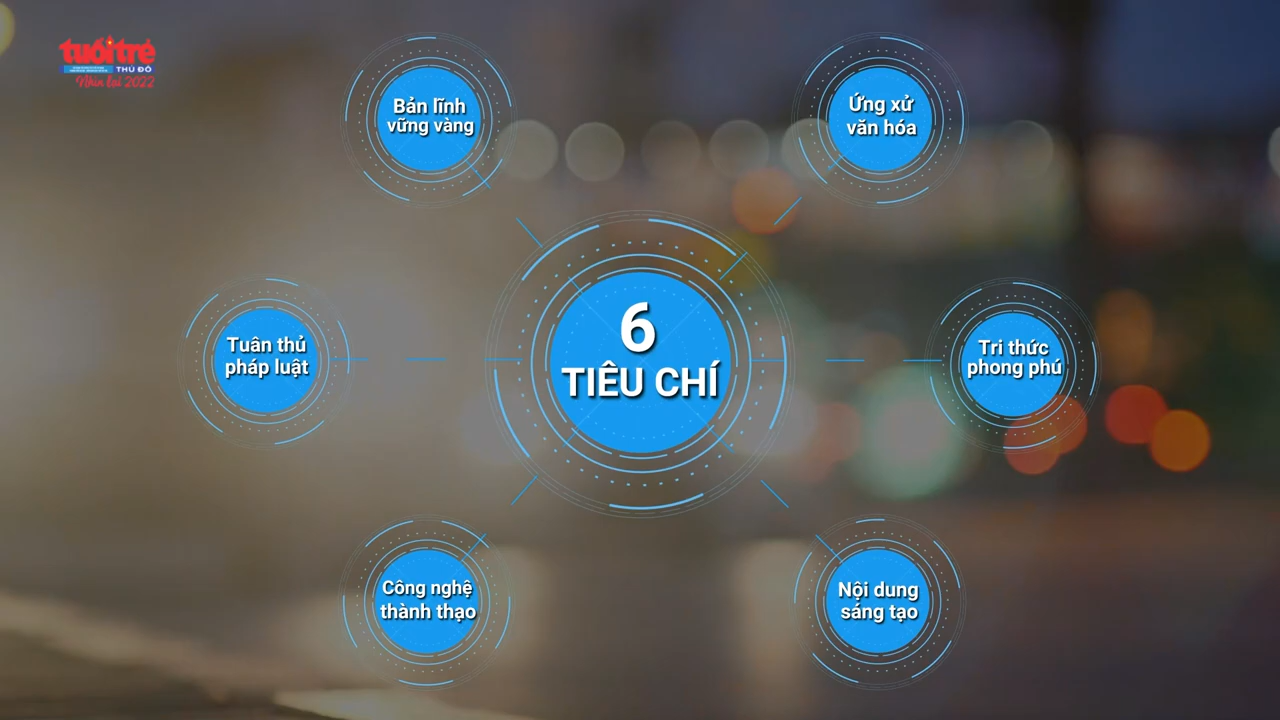 tuổitrẻ
THỦ ĐÔ
Nhìn lại 2022
Bản lĩnh
vững vàng
Ứng xử
văn hóa
Tuân thủ
pháp luật
6
TIÊU CHÍ
Tri thức
phong phú
Công nghệ
thành thạo
Nội dung
sáng tạo